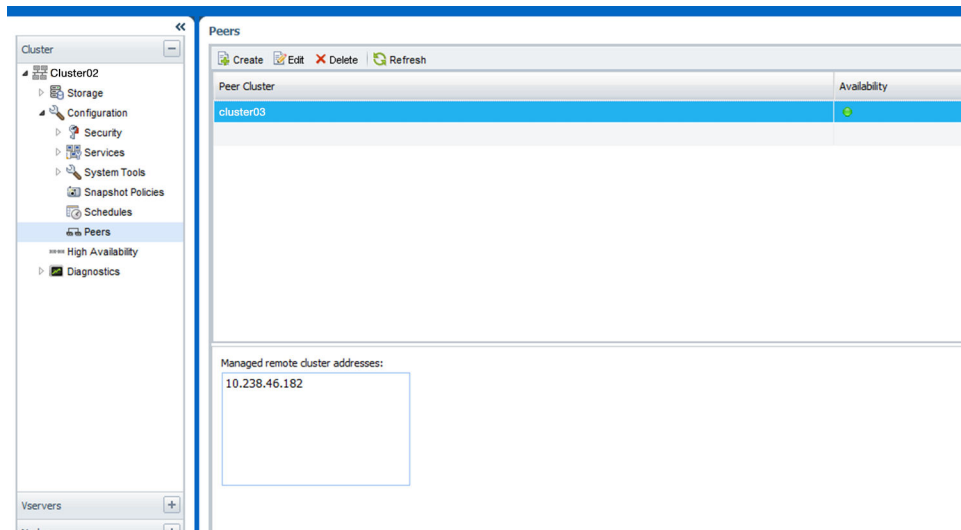 Peers
Cluster
Create Edit Delete Refresh
Cluster02
Storage
Configuration
Security
Services
System Tools
Snapshot Policies
Schedules
Peers
High Availability
Diagnostics
Peer Cluster Availability
cluster03
Managed remote cluster addresses:
10.238.46.182
Vservers